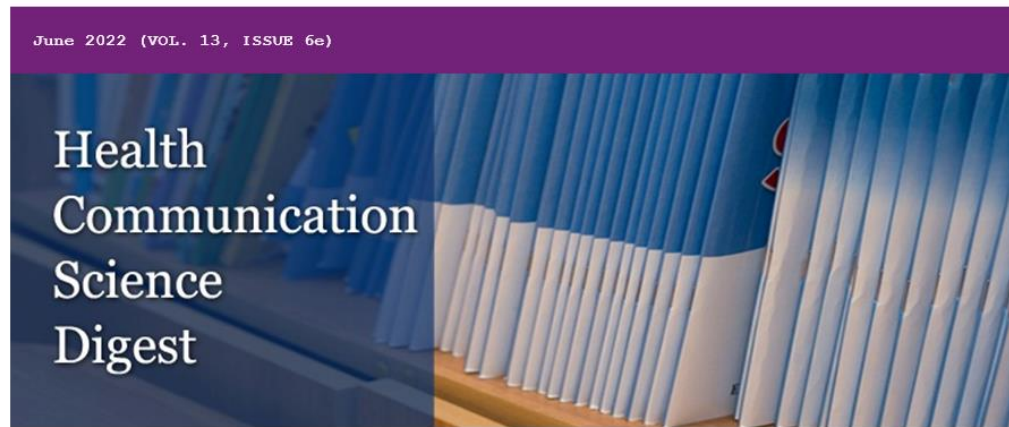 June 2022 (VOL. 13, ISSUE 6e)
Health
Communication
Science
Digest